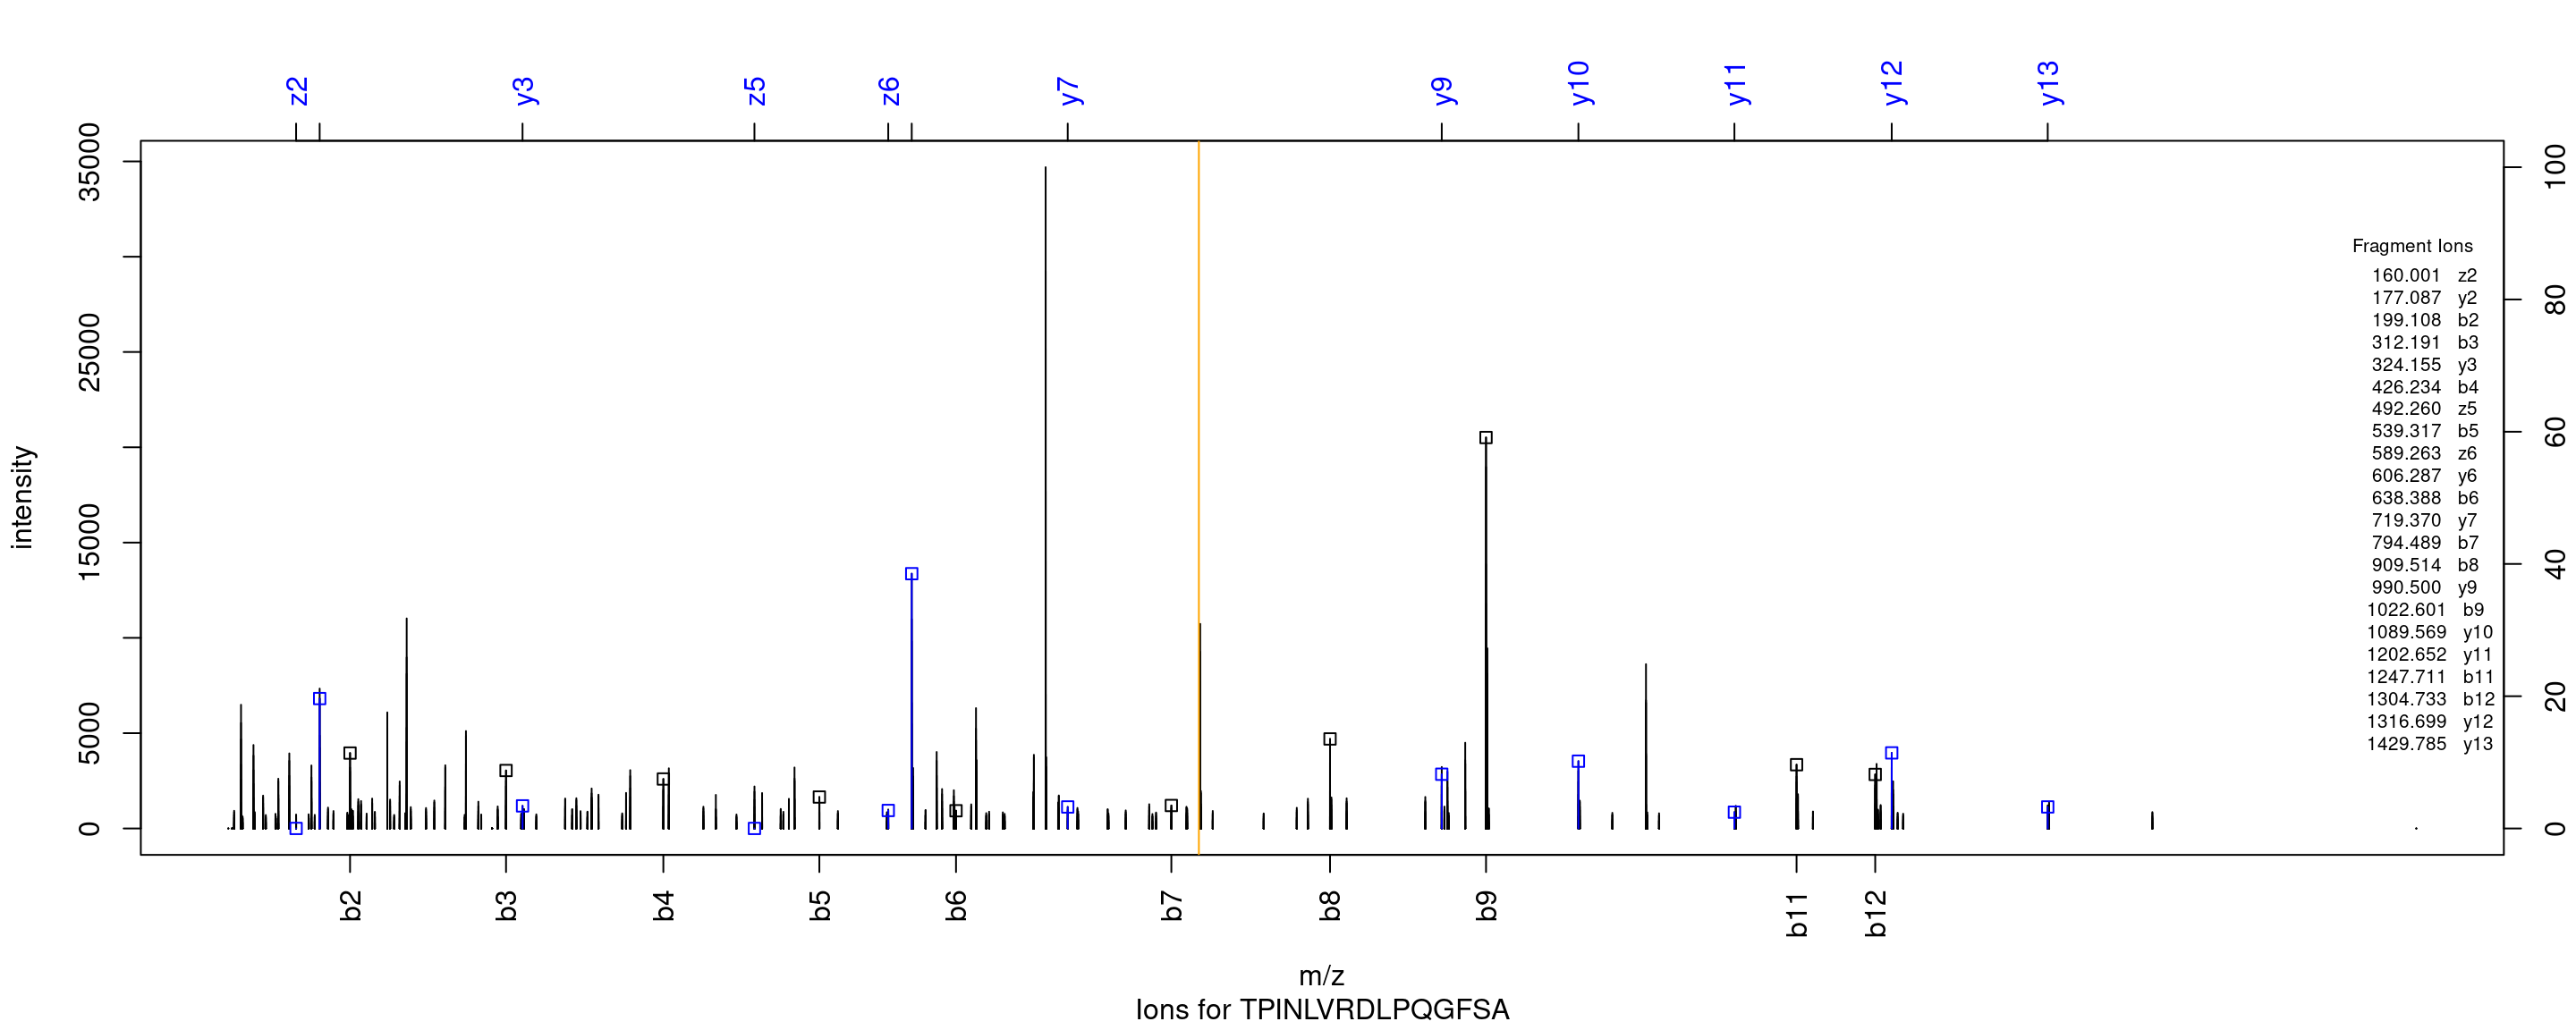 z2 y3 z5 z6 y7 y9 y10 y11 y12 y13
35000
25000
15000
5000
0
intensity
100
80
60
40
20
0
Fragment Ions
160.001 z2
177.087 y2
199.108 b2
312.191 b3
324.155 y3
426.234 b4
492.260 z5
539.317 b5
589.263 z6
606.287 y6
638.388 b6
719.370 y7
794.489 b7
909.514 b8
990.500 y9
1022.601 b9
1089.569 y10
1202.652 y11
1247.711 b11
1304.733 b12
1316.699 y12
1429.785 y13
b2 b3 b4 b5 b6 b7 b8 b9 b11 b12
m/z
Ions for TPINLVRDLPQGFSA